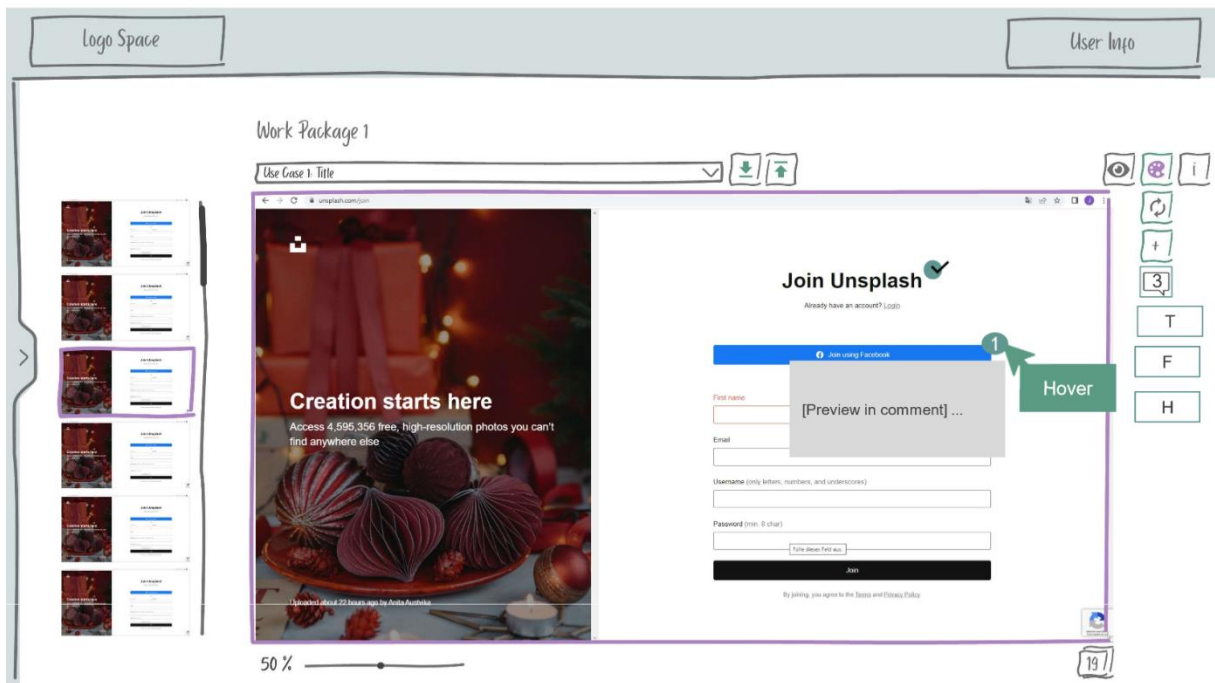 Logo Space
User Info
Work Package 1
Use Case 1: Title
i
unsplash.com/join
J
Join Unsplash
Already have an account? Login
3
T
1
Join using Facebook
F
Hover
Creation starts here
First name
[Preview in comment] ...
H
Access 4,595,356 free, high-resolution photos you can't
find anywhere else
Email
Username (only letters, numbers, and underscores)
Password (min. 8 char)
Fülle dieses Feld aus.
Join
By joining, you agree to the Terms and Privacy Policy.
Uploaded about 22 hours ago by Anita Austvika
50 %
19